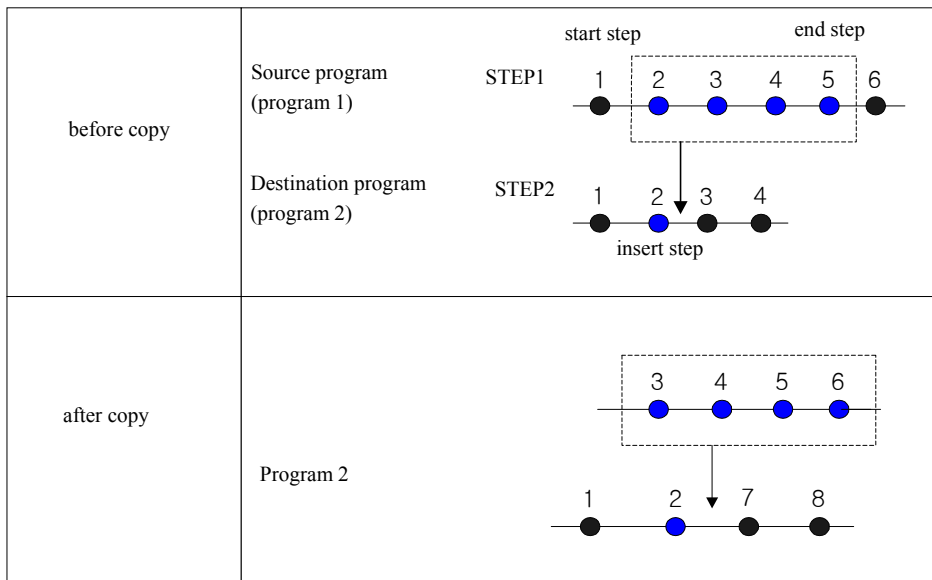 before copy
Source program
(program 1)
start step
end step
STEP1
1 2 3 4 5 6
Destination program
(program 2)
STEP2
1 2 3 4
insert step
after copy
3 4 5 6
Program 2
1 2 7 8